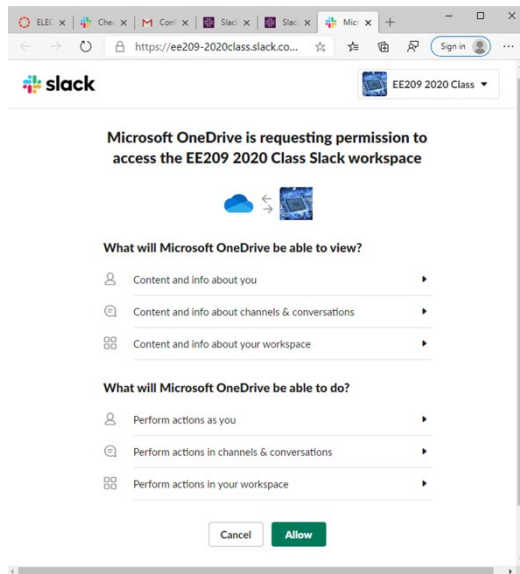 ELEC
Che
M Con
Slac
Slac
Mic
https://ee209-2020class.slack.co...
Sign in
slack
EE209 2020 Class
Microsoft OneDrive is requesting permission to
access the EE209 2020 Class Slack workspace
What will Microsoft OneDrive be able to view?
Content and info about you
Content and info about channels & conversations
Content and info about your workspace
What will Microsoft OneDrive be able to do?
Perform actions as you
Perform actions in channels & conversations
Perform actions in your workspace
Cancel
Allow